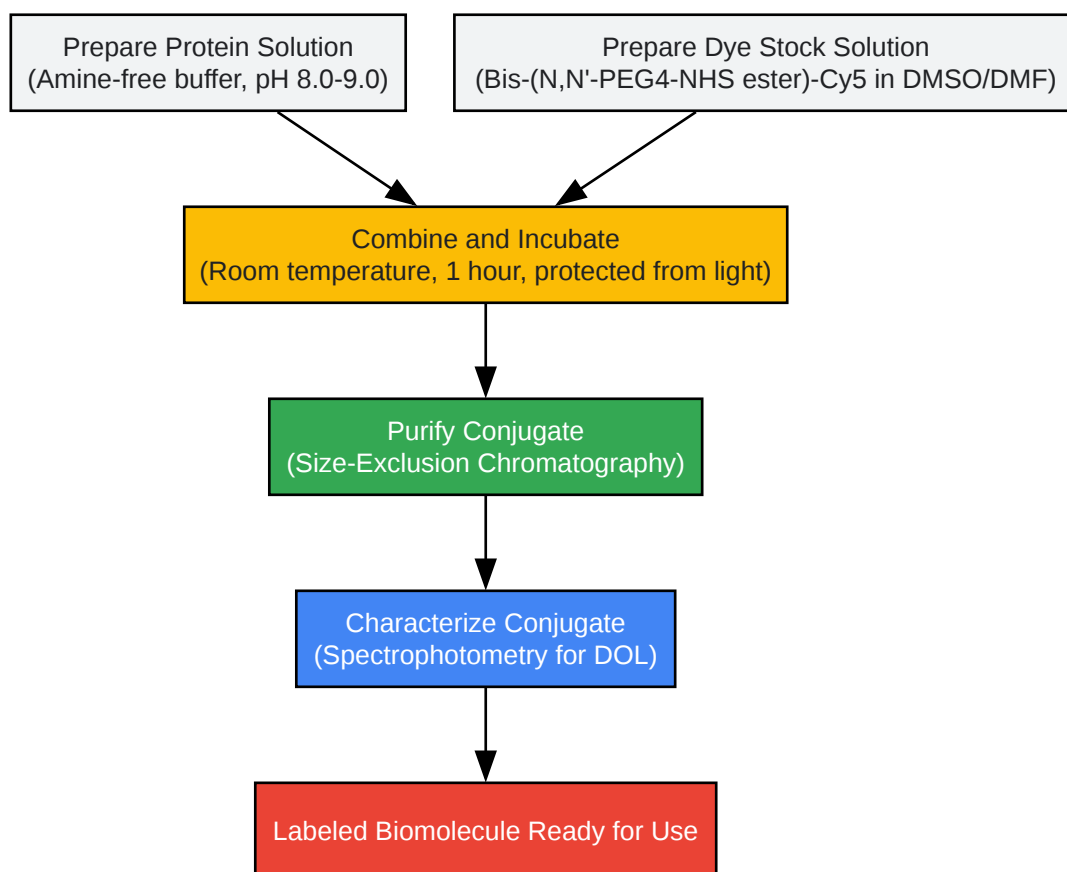 Prepare Protein Solution
(Amine-free buffer, pH 8.0-9.0)
Prepare Dye Stock Solution
(Bis-(N,N'-PEG4-NHS ester)-Cy5 in DMSO/DMF)
Combine and Incubate
(Room temperature, 1 hour, protected from light)
Purify Conjugate
(Size-Exclusion Chromatography)
Characterize Conjugate
(Spectrophotometry for DOL)
Labeled Biomolecule Ready for Use